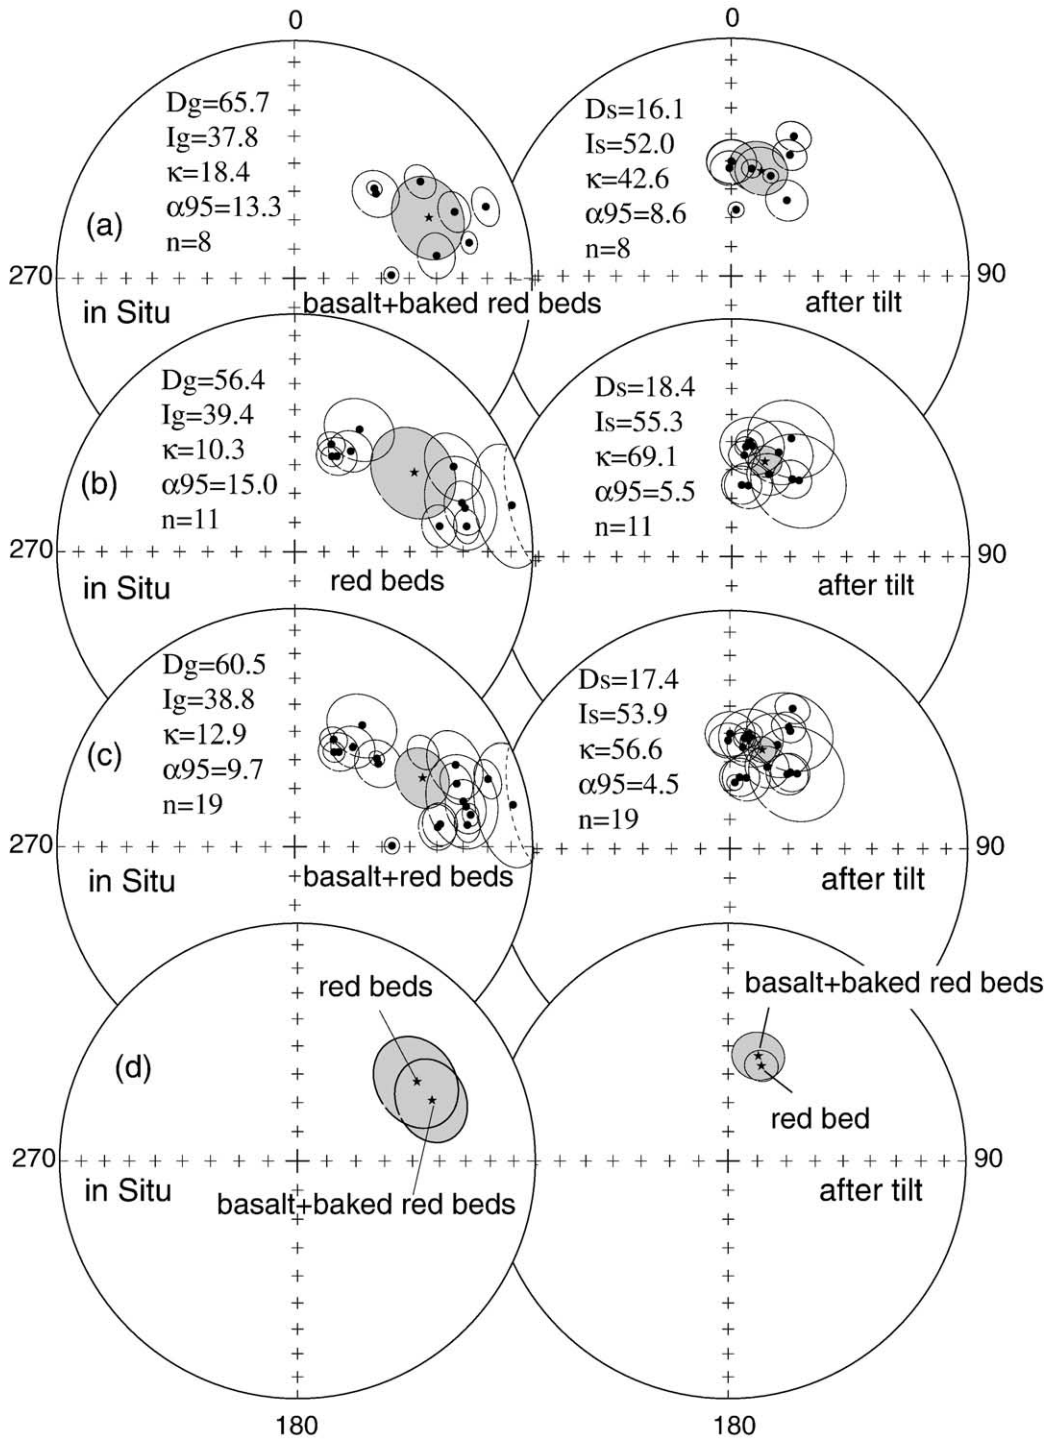 0
0
Dg=65.7
Ig=37.8
κ=18.4
α95=13.3
n=8
(a)
270
in Situ
basalt+baked red beds
Ds=16.1
Is=52.0
κ=42.6
α95=8.6
n=8
90
after tilt
Dg=56.4
Ig=39.4
κ=10.3
α95=15.0
n=11
(b)
270
in Situ
red beds
Ds=18.4
Is=55.3
κ=69.1
α95=5.5
n=11
90
after tilt
Dg=60.5
Ig=38.8
κ=12.9
α95=9.7
n=19
(c)
270
in Situ
basalt+red beds
Ds=17.4
Is=53.9
κ=56.6
α95=4.5
n=19
90
after tilt
red beds
(d)
270
in Situ
basalt+baked red beds
180
basalt+baked red beds
red bed
90
after tilt
180